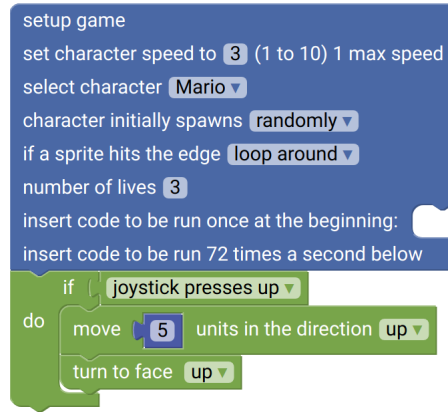 setup game
set character speed to 3 (1 to 10) 1 max speed
select character Mario
character initially spawns randomly
if a sprite hits the edge loop around
number of lives 3
insert code to be run once at the beginning:
insert code to be run 72 times a second below
if joystick presses up
do move 5 units in the direction up
turn to face up